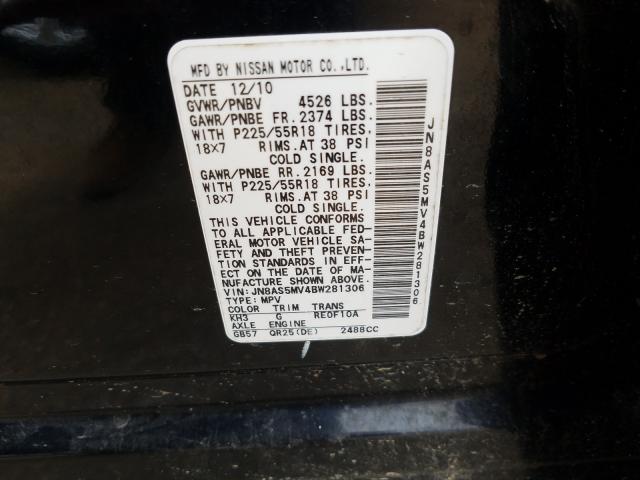 MFD BY NISSAN MOTOR CO.,LTD.
DATE 12/10
GVWR/PNBV 4526 LBS.
GAWR/PNBE FR. 2374 LBS.
WITH P225/55R18 TIRES,
18X7 RIMS.AT 38 PSI
COLD SINGLE.
GAWR/PNBE RR. 2169 LBS.
WITH P225/55R18 TIRES,
18X7 RIMS.AT 38 PSI
COLD SINGLE.
THIS VEHICLE CONFORMS
TO ALL APPLICABLE FED-
ERAL MOTOR VEHICLE SA-
FETY AND THEFT PREVENTION
STANDARDS IN EFF-
ECT ON THE DATE OF MA-
NUFACTURE SHOWN ABOVE.
VIN: JN8AS5MV4BW281306
TYPE: MPV
COLOR TRIM TRANS
KH3 G RE0F10A
AXLE ENGINE
GB57 QR25(DE) 2488CC
JN8AS5MV4BW281306